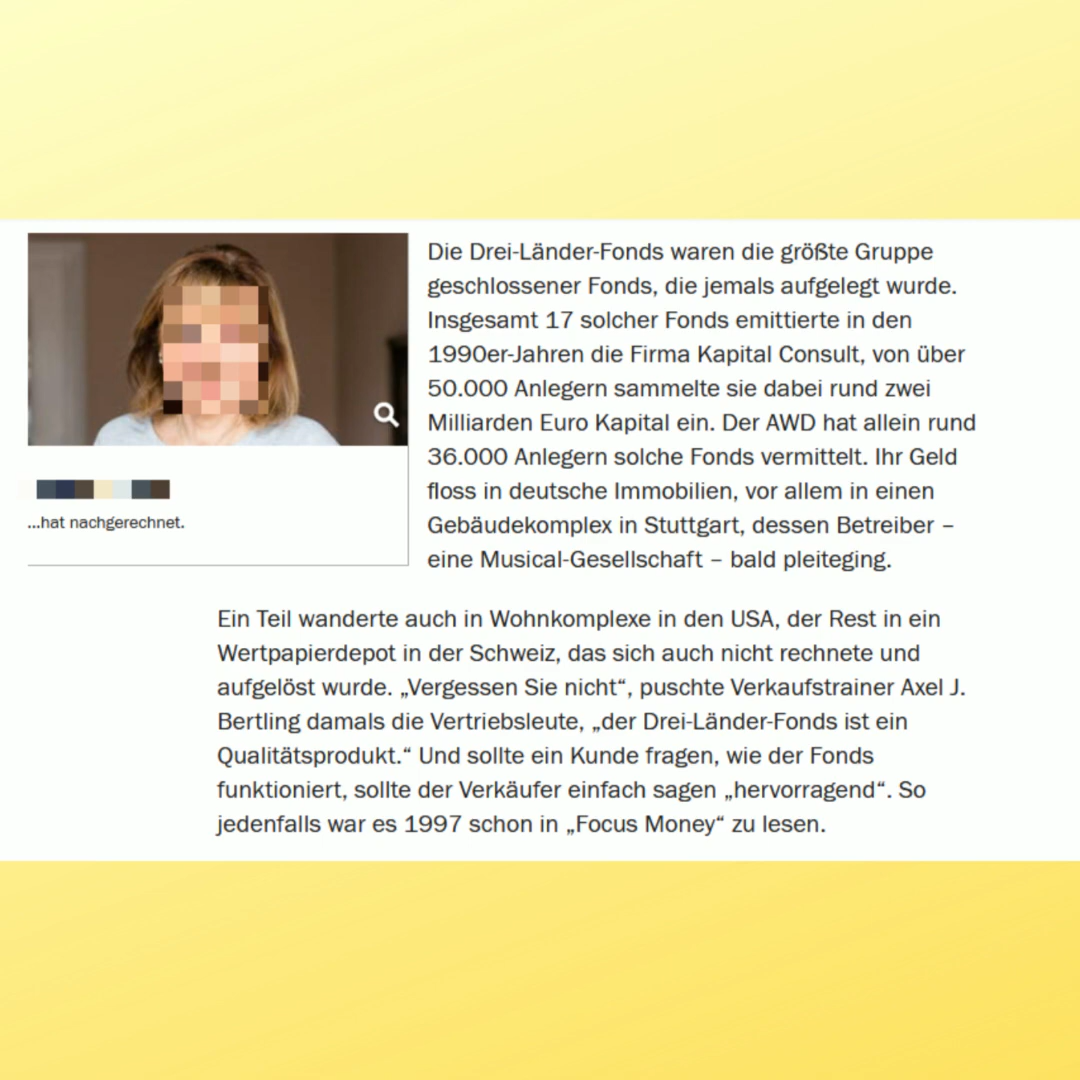 Die Drei-Länder-Fonds waren die größte Gruppe
geschlossener Fonds, die jemals aufgelegt wurde.
Insgesamt 17 solcher Fonds emittierte in den
1990er-Jahren die Firma Kapital Consult, von über
50.000 Anlegern sammelte sie dabei rund zwei
Milliarden Euro Kapital ein. Der AWD hat allein rund
36.000 Anlegern solche Fonds vermittelt. Ihr Geld
floss in deutsche Immobilien, vor allem in einen
Gebäudekomplex in Stuttgart, dessen Betreiber –
eine Musical-Gesellschaft – bald pleiteging.
...hat nachgerechnet.
Ein Teil wanderte auch in Wohnkomplexe in den USA, der Rest in ein
Wertpapierdepot in der Schweiz, das sich auch nicht rechnete und
aufgelöst wurde. „Vergessen Sie nicht“, puschte Verkaufstrainer Axel J.
Bertling damals die Vertriebsleute, „der Drei-Länder-Fonds ist ein
Qualitätsprodukt.“ Und sollte ein Kunde fragen, wie der Fonds
funktioniert, sollte der Verkäufer einfach sagen „hervorragend“. So
jedenfalls war es 1997 schon in „Focus Money“ zu lesen.